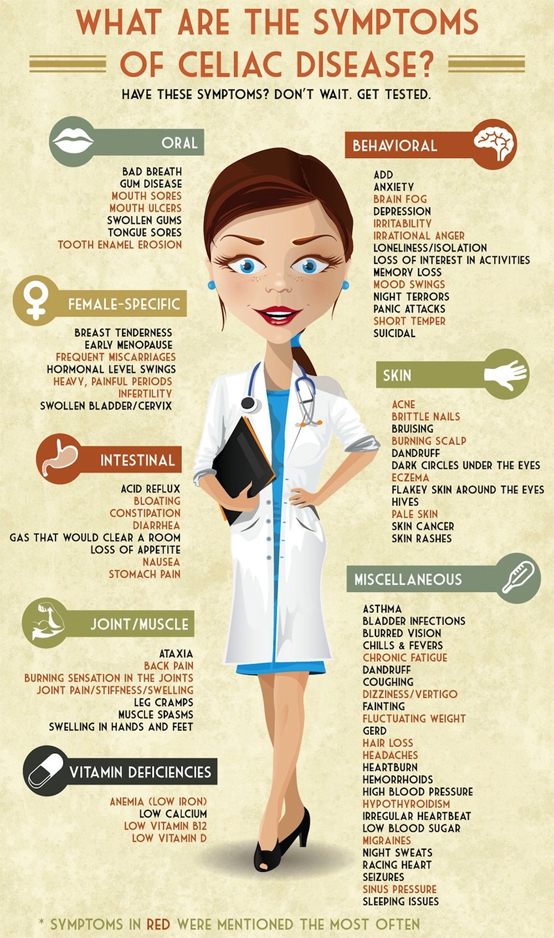 WHAT ARE THE SYMPTOMS
OF CELIAC DISEASE?
HAVE THESE SYMPTOMS? DON'T WAIT. GET TESTED.
ORAL
BAD BREATH
GUM DISEASE
MOUTH SORES
MOUTH ULCERS
SWOLLEN GUMS
TONGUE SORES
TOOTH ENAMEL EROSION
FEMALE-SPECIFIC
BREAST TENDERNESS
EARLY MENOPAUSE
FREQUENT MISCARRIAGES
HORMONAL LEVEL SWINGS
HEAVY, PAINFUL PERIODS
INFERTILITY
SWOLLEN BLADDER/CERVIX
INTESTINAL
ACID REFLUX
BLOATING
CONSTIPATION
DIARRHEA
GAS THAT WOULD CLEAR A ROOM
LOSS OF APPETITE
NAUSEA
STOMACH PAIN
JOINT/MUSCLE
ATAXIA
BACK PAIN
BURNING SENSATION IN THE JOINTS
JOINT PAIN/STIFFNESS/SWELLING
LEG CRAMPS
MUSCLE SPASMS
SWELLING IN HANDS AND FEET
VITAMIN DEFICIENCIES
ANEMIA (LOW IRON)
LOW CALCIUM
LOW VITAMIN B12
LOW VITAMIN D
BEHAVIORAL
ADD
ANXIETY
BRAIN FOG
DEPRESSION
IRRITABILITY
IRRATIONAL ANGER
LONELINESS/ISOLATION
LOSS OF INTEREST IN ACTIVITIES
MEMORY LOSS
MOOD SWINGS
NIGHT TERRORS
PANIC ATTACKS
SHORT TEMPER
SUICIDAL
SKIN
ACNE
BRITTLE NAILS
BRUISING
BURNING SCALP
DANDRUFF
DARK CIRCLES UNDER THE EYES
ECZEMA
FLAKEY SKIN AROUND THE EYES
HIVES
PALE SKIN
SKIN CANCER
SKIN RASHES
MISCELLANEOUS
ASTHMA
BLADDER INFECTIONS
BLURRED VISION
CHILLS & FEVERS
CHRONIC FATIGUE
DANDRUFF
COUGHING
DIZZINESS/VERTIGO
FAINTING
FLUCTUATING WEIGHT
GERD
HAIR LOSS
HEADACHES
HEARTBURN
HEMORRHOIDS
HIGH BLOOD PRESSURE
HYPOTHYROIDISM
IRREGULAR HEARTBEAT
LOW BLOOD SUGAR
MIGRAINES
NIGHT SWEATS
RACING HEART
SEIZURES
SINUS PRESSURE
SLEEPING ISSUES
* SYMPTOMS IN RED WERE MENTIONED THE MOST OFTEN